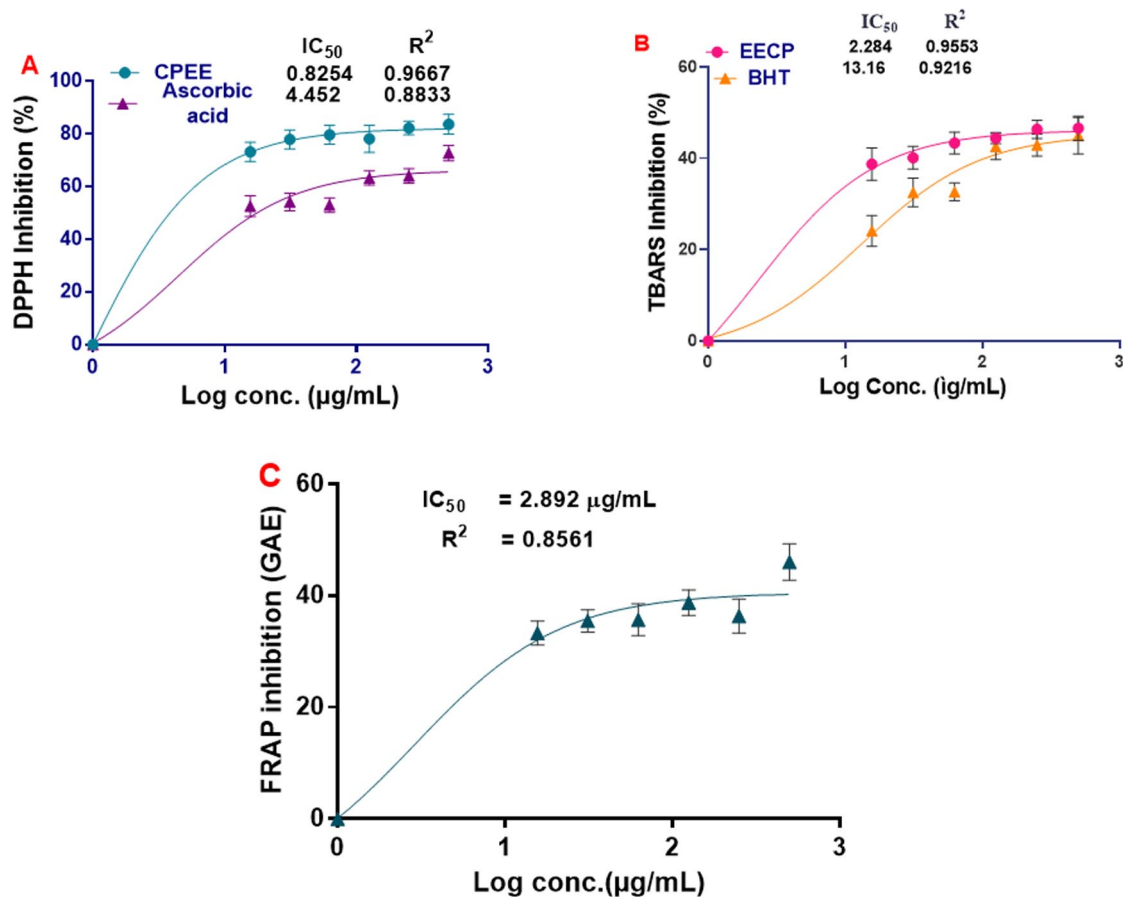 A
IC50 R2
CPEE 0.8254 0.9667
Ascorbic acid 4.452 0.8833
DPPH Inhibition (%)
100
80
60
40
20
0
0 1 2 3
Log conc. (µg/mL)
B
IC50 R2
EECP 2.284 0.9553
BHT 13.16 0.9216
TBARS Inhibition (%)
60
40
20
0
0 1 2 3
Log Conc. (ìg/mL)
C
IC50 = 2.892 µg/mL
R2 = 0.8561
FRAP inhibition (GAE)
60
40
20
0
0 1 2 3
Log conc.(µg/mL)